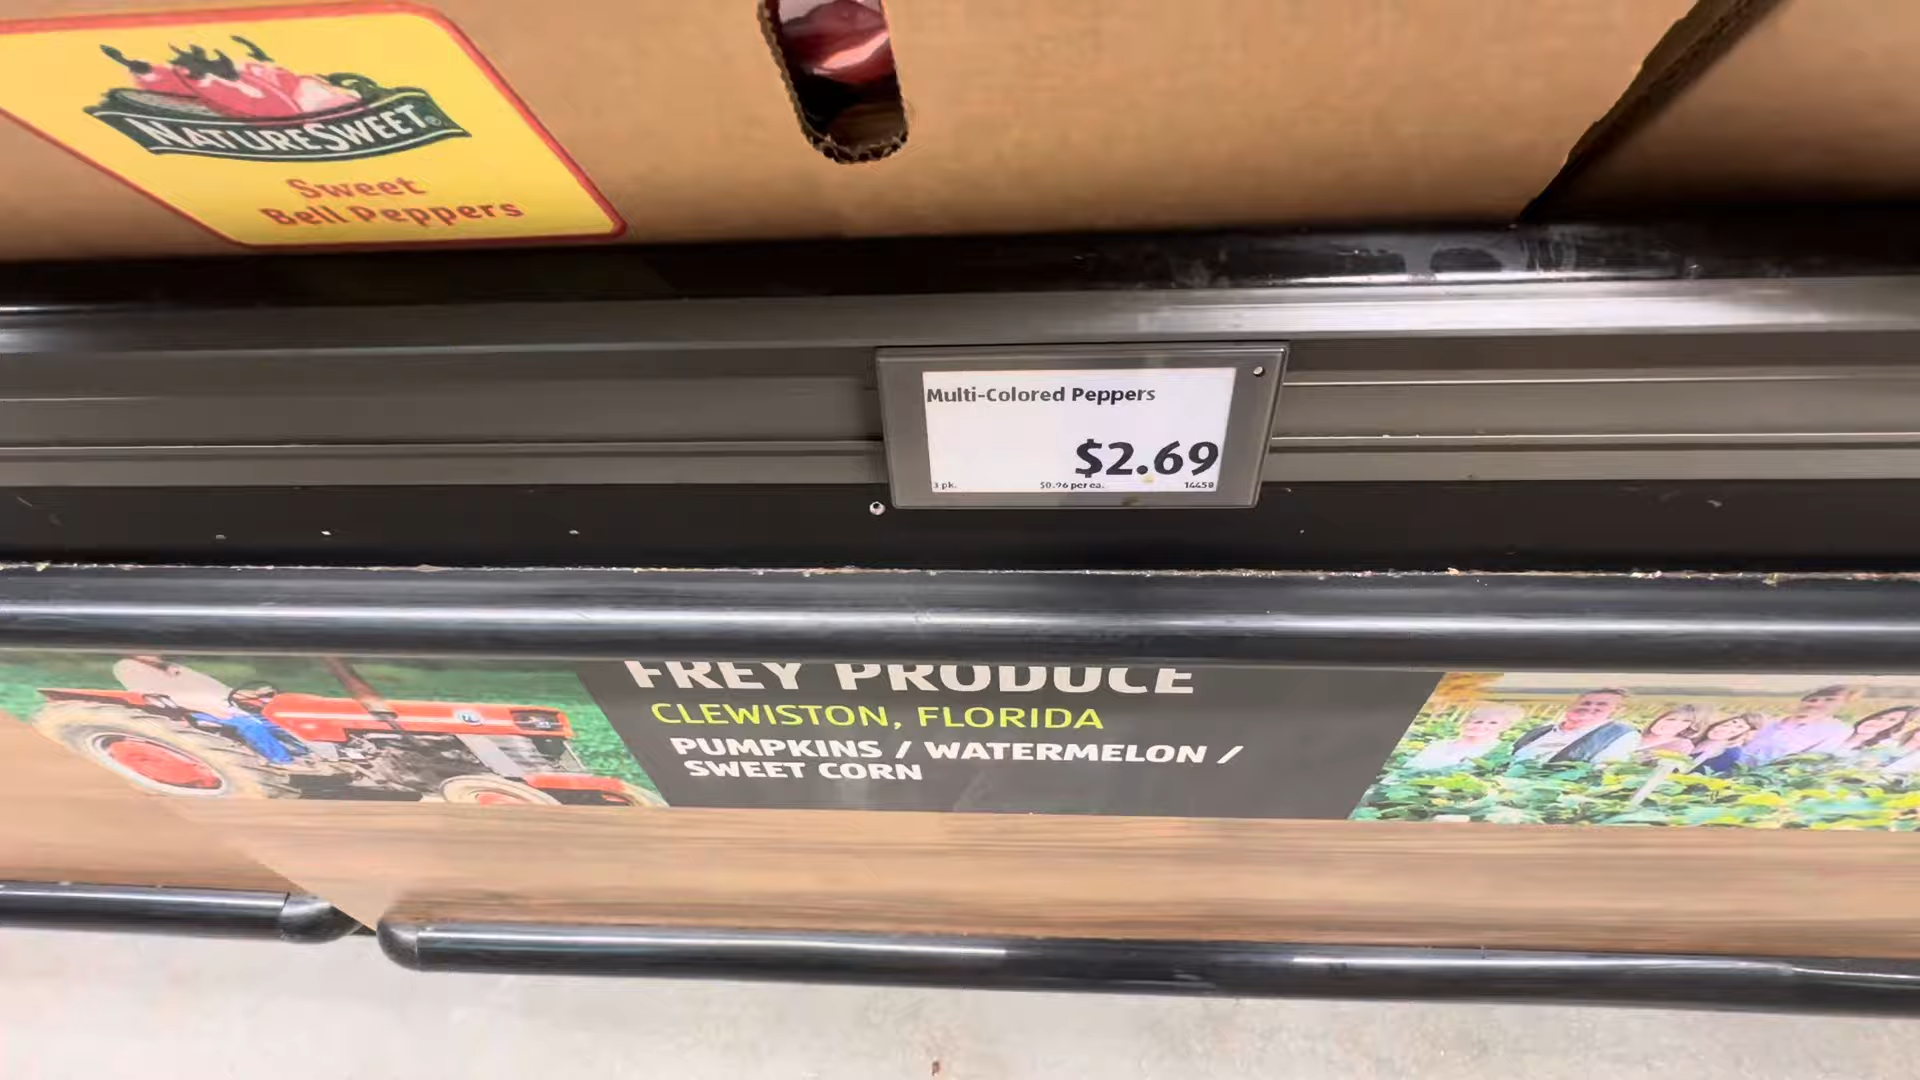 NATURESWEET®
Sweet
Bell Peppers
Multi-Colored Peppers
$2.69
3 pk. $0.96 per ea. 14458
FREY PRODUCE
CLEWISTON, FLORIDA
PUMPKINS / WATERMELON /
SWEET CORN